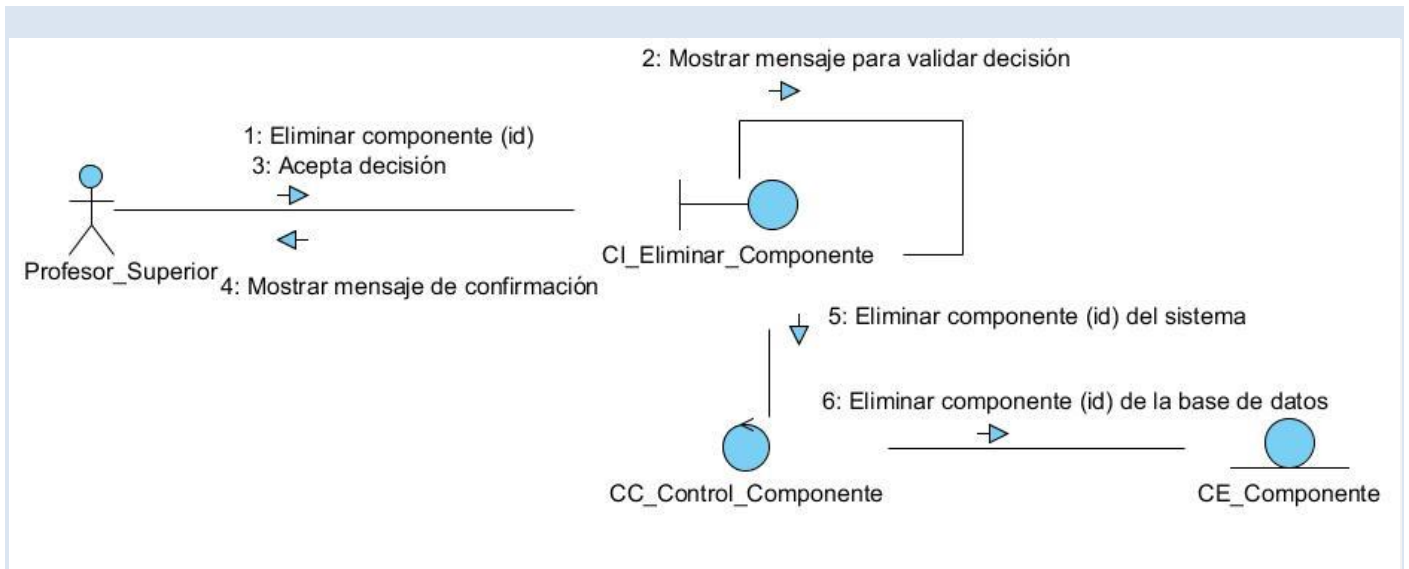 2: Mostrar mensaje para validar decisión
1: Eliminar componente (id)
3: Acepta decisión
CI_Eliminar_Componente
Profesor_Superior
4: Mostrar mensaje de confirmación
5: Eliminar componente (id) del sistema
6: Eliminar componente (id) de la base de datos
CC_Control_Componente
CE_Componente